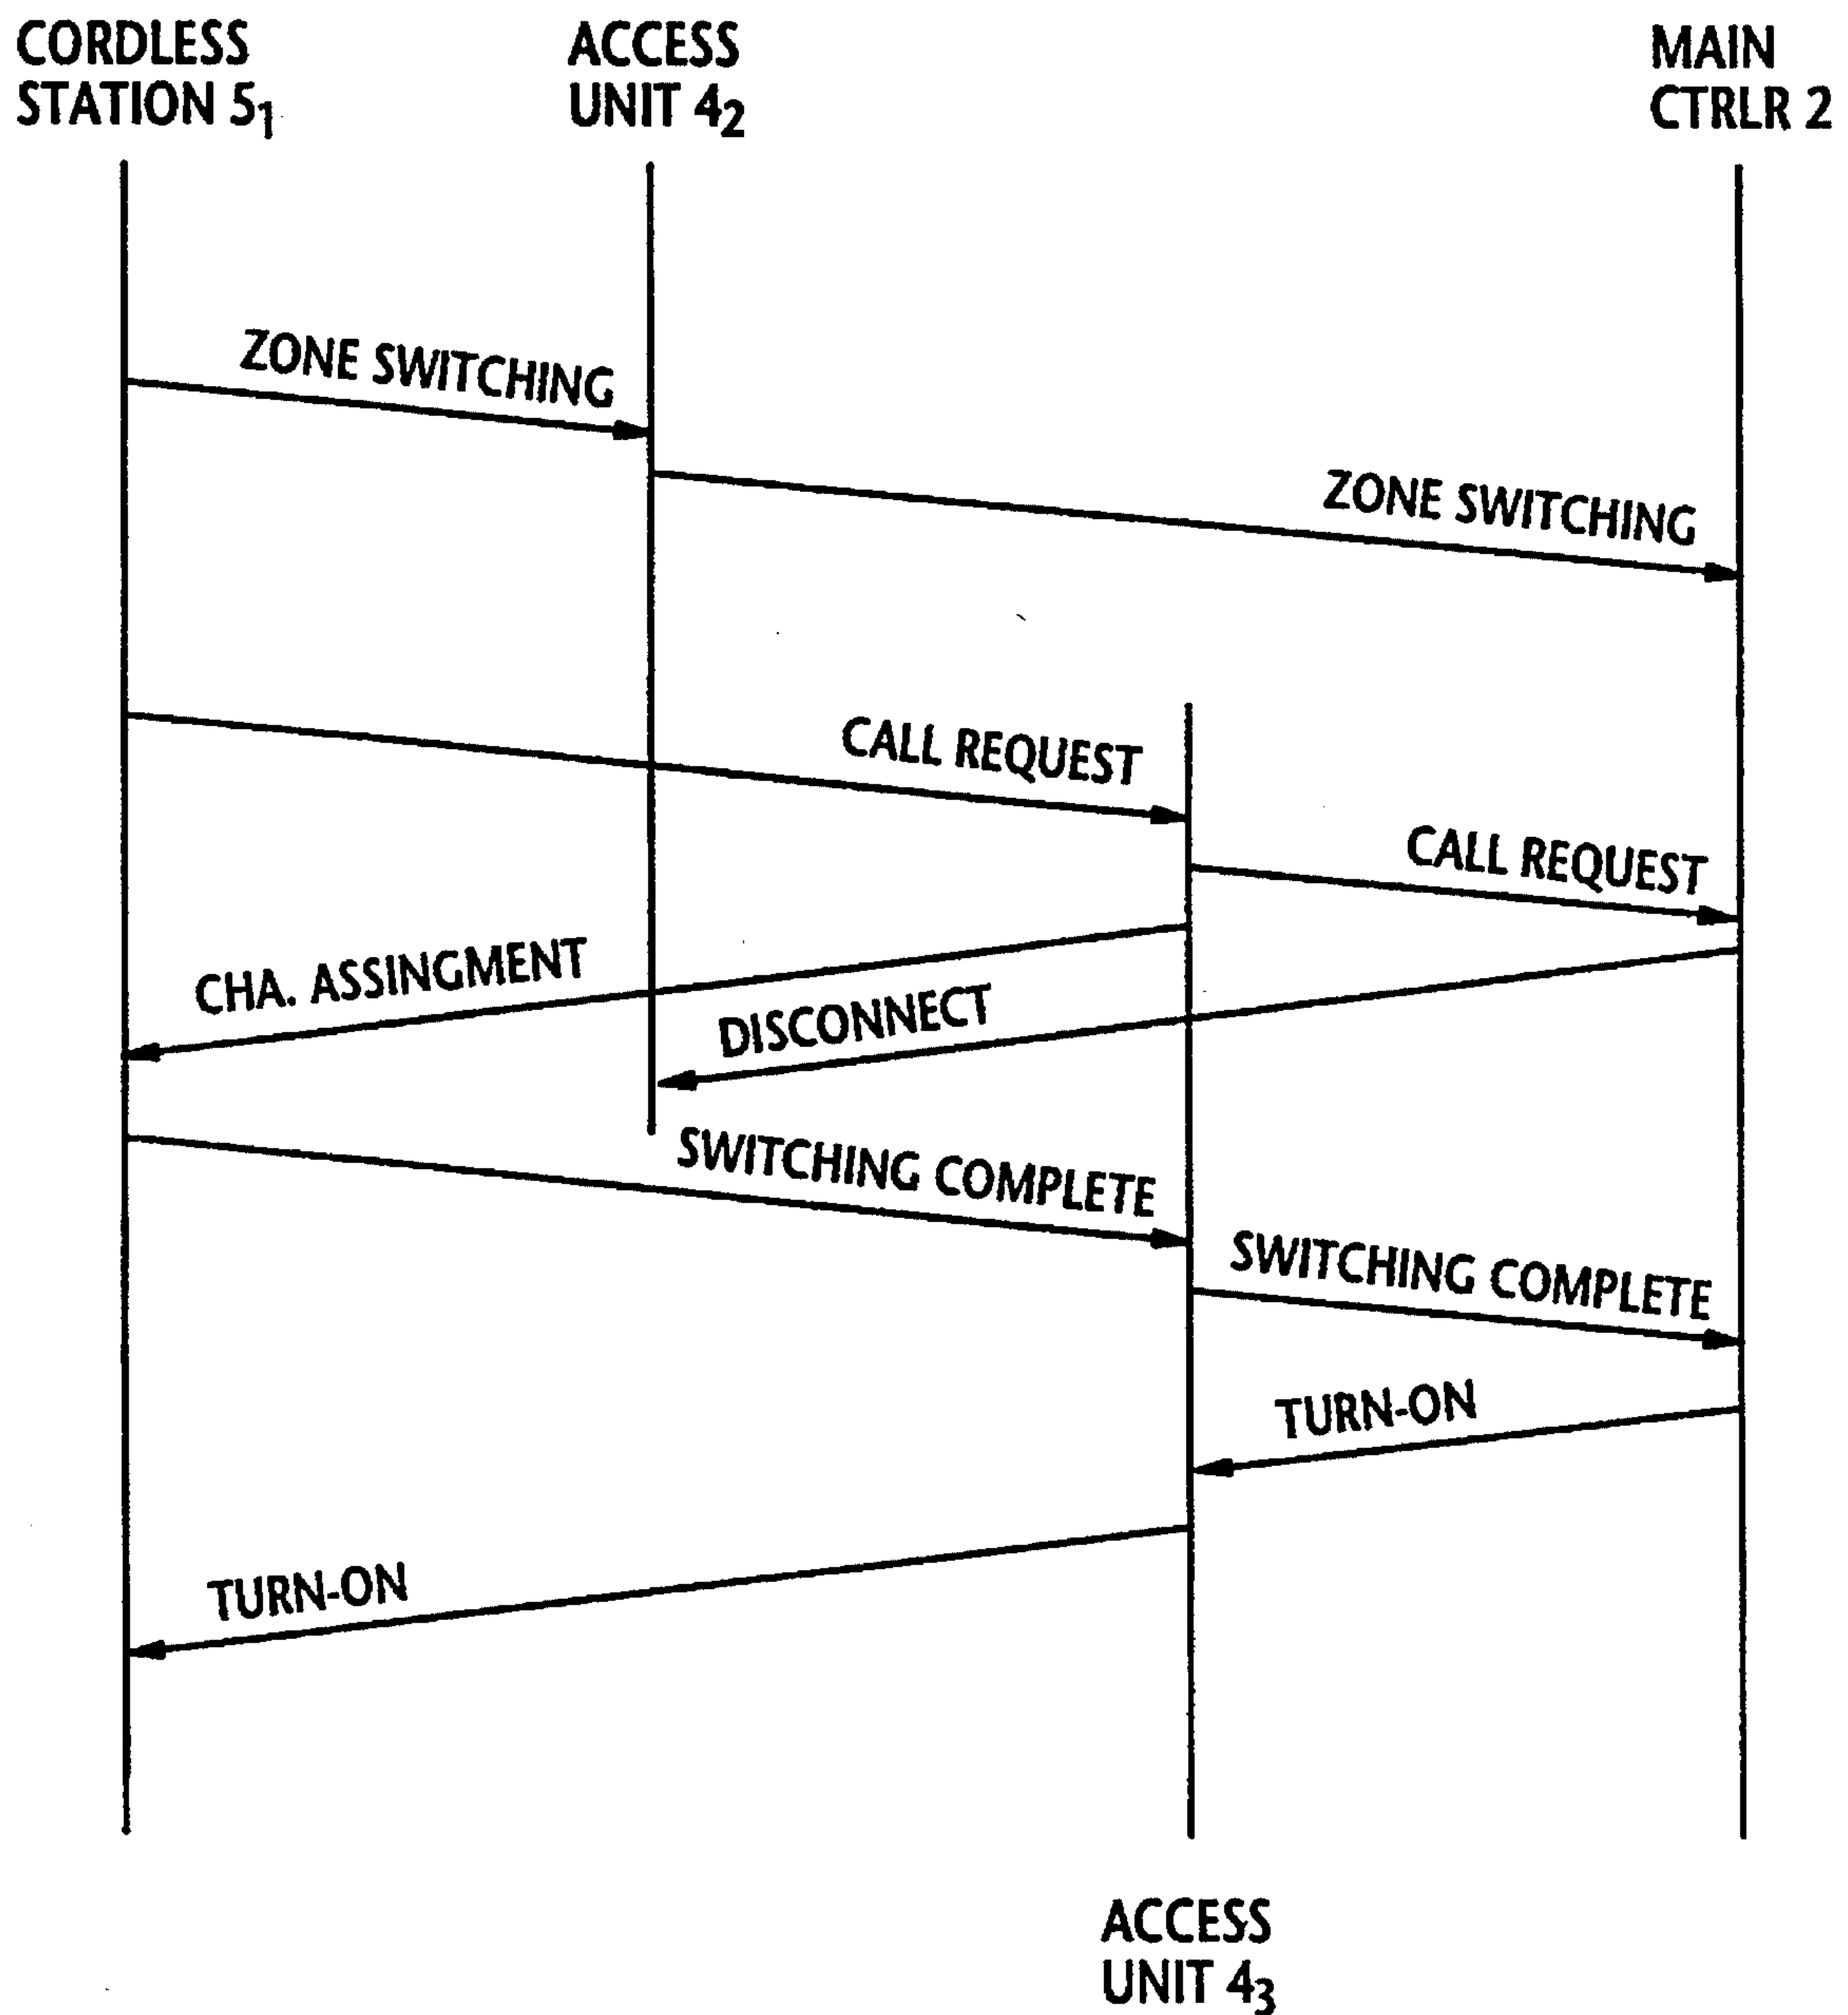 CORDLESS
STATION 5₁
ACCESS
UNIT 4₂
MAIN
CTRLR 2
ZONE SWITCHING
ZONE SWITCHING
CALL REQUEST
CALL REQUEST
CHA. ASSINGMENT
DISCONNECT
SWITCHING COMPLETE
SWITCHING COMPLETE
TURN-ON
TURN-ON
ACCESS
UNIT 4₃